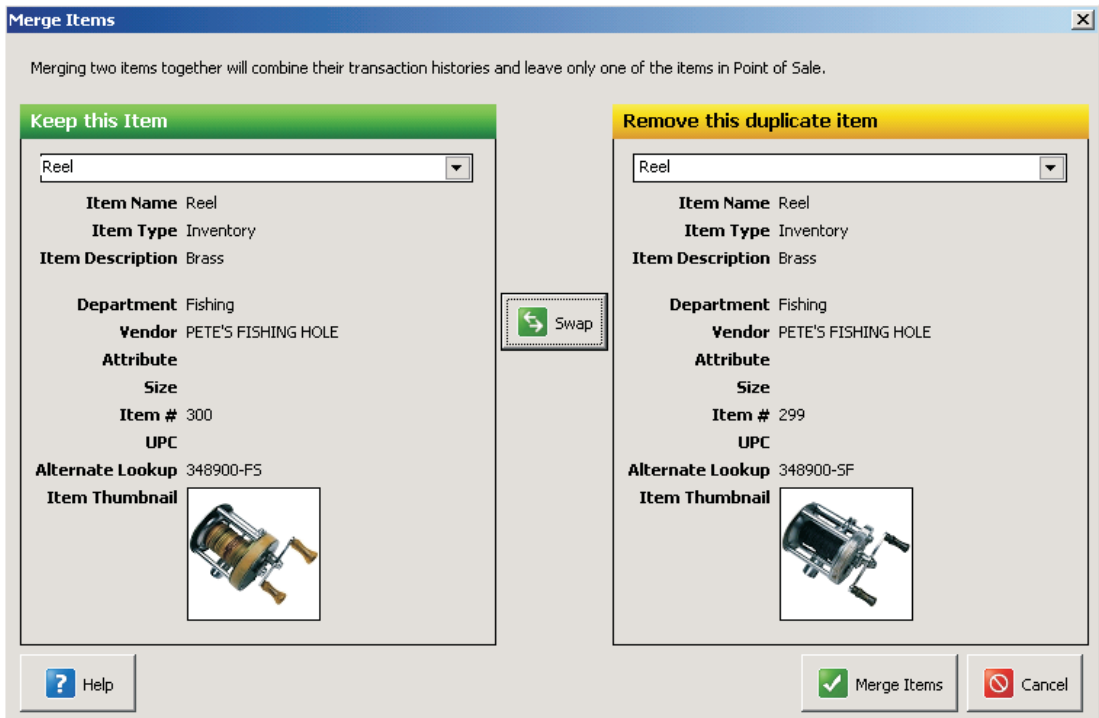 Merge Items
Merging two items together will combine their transaction histories and leave only one of the items in Point of Sale.
Keep this Item
Reel
Item Name Reel
Item Type Inventory
Item Description Brass
Department Fishing
Vendor PETE'S FISHING HOLE
Attribute
Size
Item # 300
UPC
Alternate Lookup 348900-FS
Item Thumbnail
Swap
Remove this duplicate item
Reel
Item Name Reel
Item Type Inventory
Item Description Brass
Department Fishing
Vendor PETE'S FISHING HOLE
Attribute
Size
Item # 299
UPC
Alternate Lookup 348900-SF
Item Thumbnail
? Help
Merge Items
Cancel